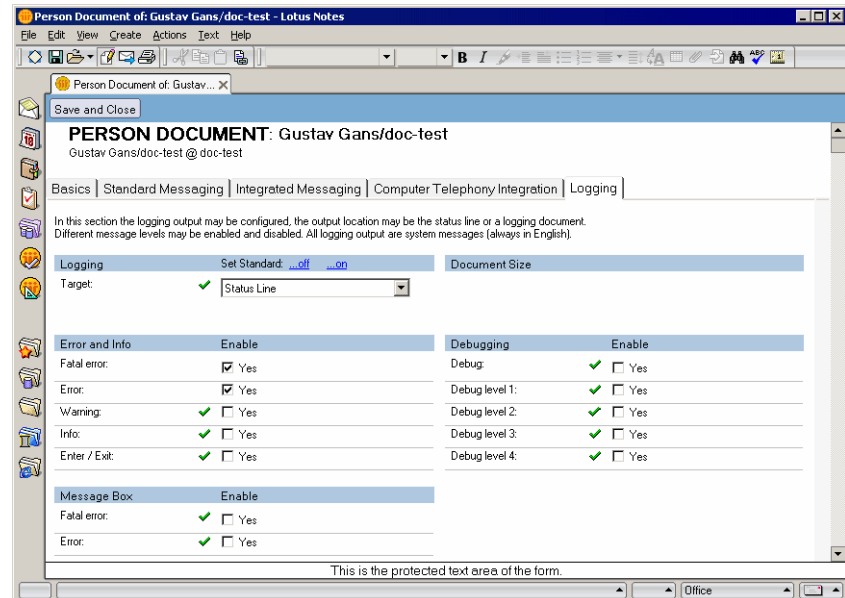 Person Document of: Gustav Gans/doc-test - Lotus Notes
File Edit View Create Actions Text Help
B I
Person Document of: Gustav...
Save and Close
PERSON DOCUMENT: Gustav Gans/doc-test
Gustav Gans/doc-test @ doc-test
Basics Standard Messaging Integrated Messaging Computer Telephony Integration Logging
In this section the logging output may be configured, the output location may be the status line or a logging document.
Different message levels may be enabled and disabled. All logging output are system messages (always in English).
Logging Set Standard: ...off ...on Document Size
Target: Status Line
Error and Info Enable Debugging Enable
Fatal error: Yes Debug: Yes
Error: Yes Debug level 1: Yes
Warning: Yes Debug level 2: Yes
Info: Yes Debug level 3: Yes
Enter / Exit: Yes Debug level 4: Yes
Message Box Enable
Fatal error: Yes
Error: Yes
This is the protected text area of the form.
Office